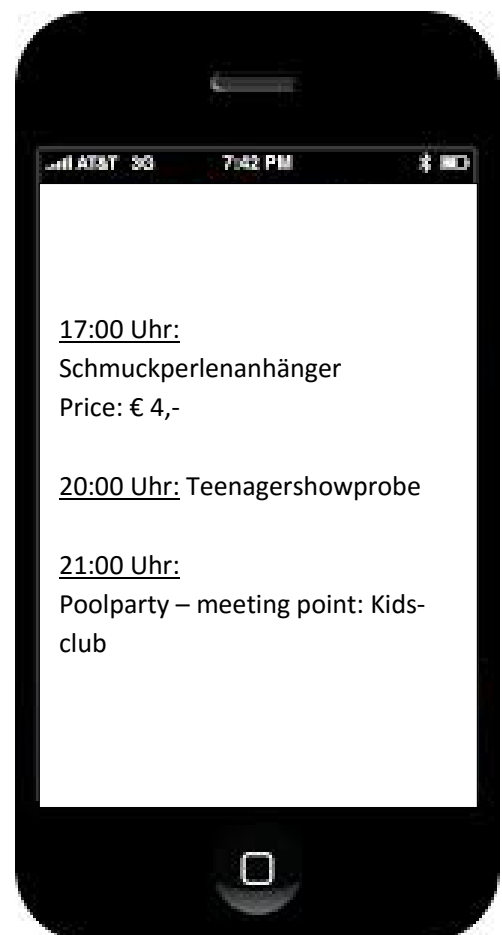 AT&T 3G 7:42 PM
17:00 Uhr:
Schmuckperlenanhänger
Price: € 4,-
20:00 Uhr: Teenagershowprobe
21:00 Uhr:
Poolparty – meeting point: Kids-
club